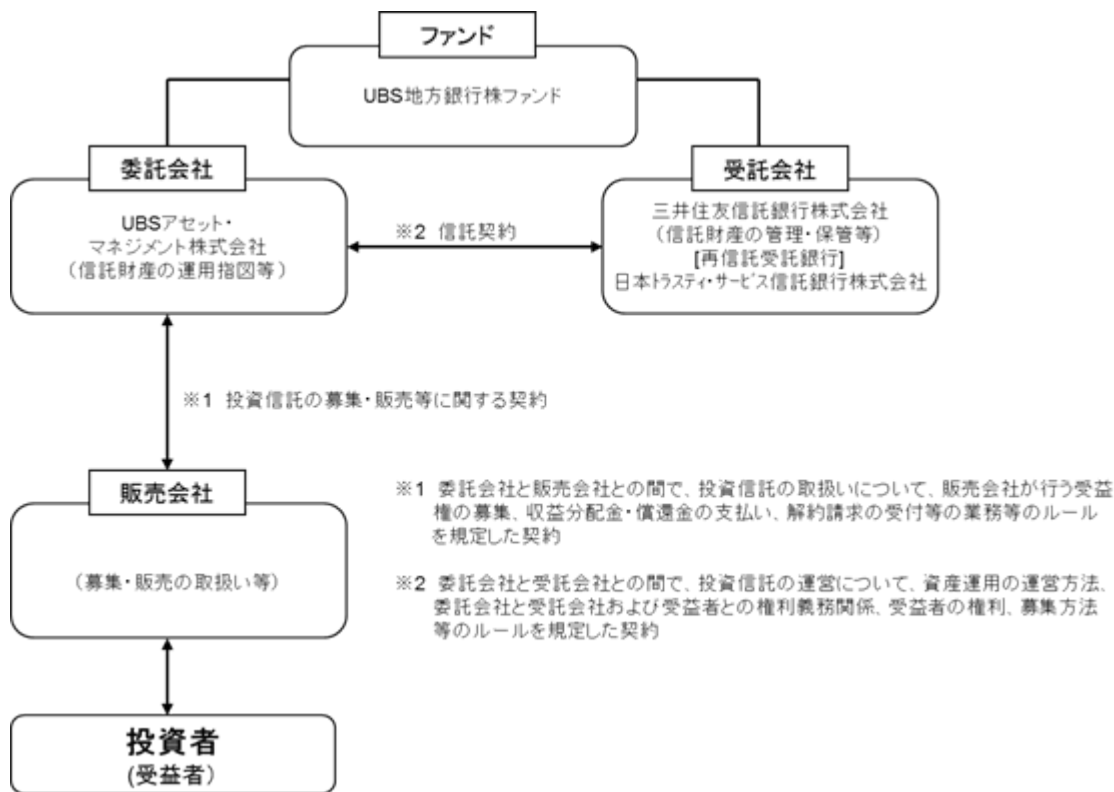 ファンド
UBS地方銀行株ファンド
委託会社
UBSアセット・
マネジメント株式会社
（信託財産の運用指図等）
※2 信託契約
受託会社
三井住友信託銀行株式会社
（信託財産の管理・保管等）
[再信託受託銀行]
日本ﾄﾗｽﾃｨ・ｻｰﾋﾞｽ信託銀行株式会社
※1 投資信託の募集・販売等に関する契約
販売会社
（募集・販売の取扱い等）
※1 委託会社と販売会社との間で、投資信託の取扱いについて、販売会社が行う受益
権の募集、収益分配金・償還金の支払い、解約請求の受付等の業務等のルール
を規定した契約
※2 委託会社と受託会社との間で、投資信託の運営について、資産運用の運営方法、
委託会社と受託会社および受益者との権利義務関係、受益者の権利、募集方法
等のルールを規定した契約
投資者
(受益者)